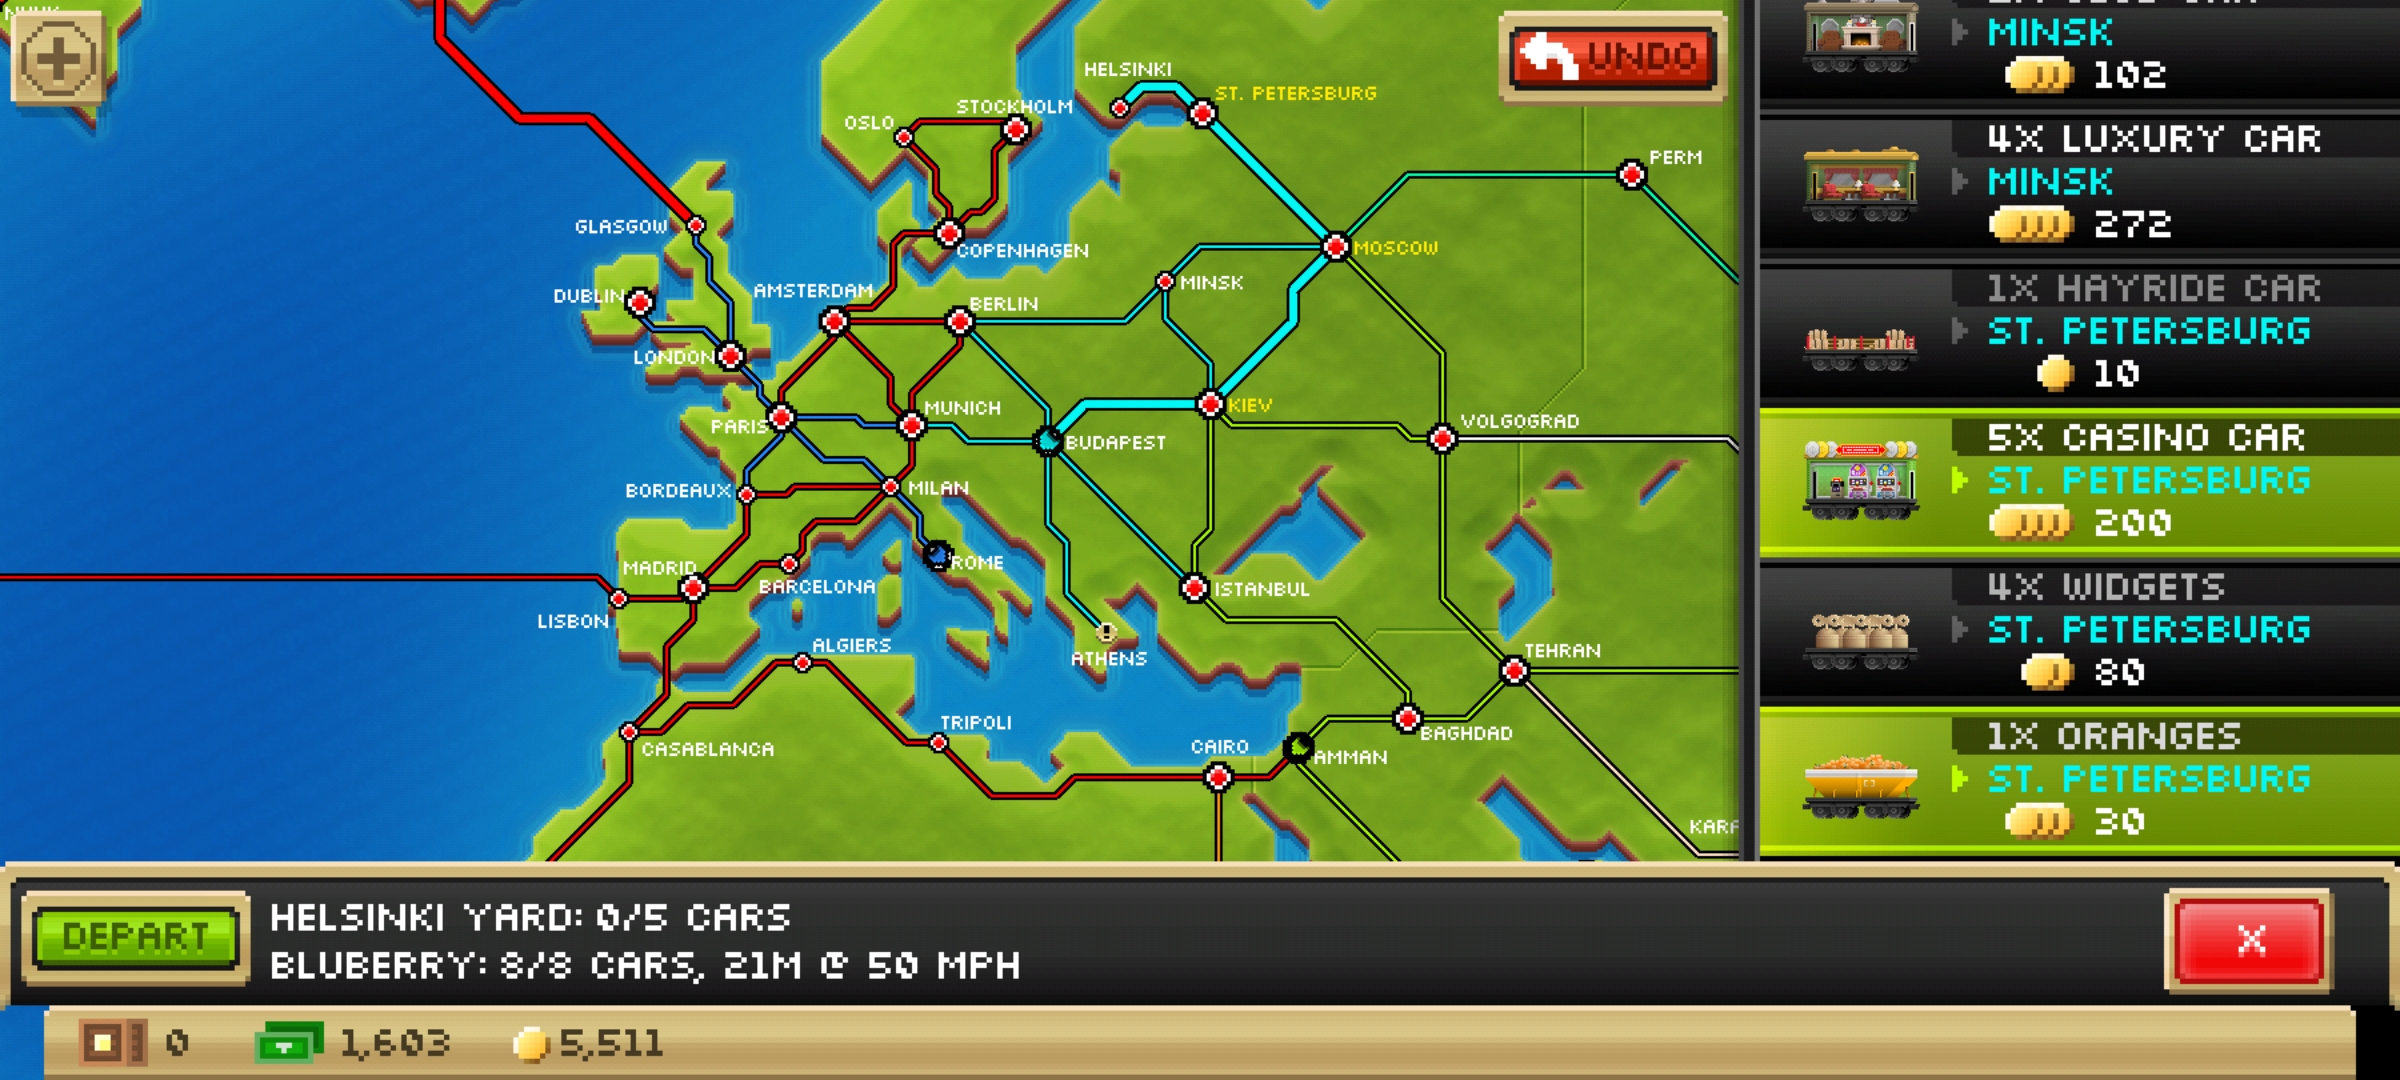 UNDO
HELSINKI
ST. PETERSBURG
STOCKHOLM
OSLO
PERM
GLASGOW
COPENHAGEN
MOSCOW
DUBLIN
AMSTERDAM
BERLIN
MINSK
LONDON
PARIS
MUNICH
BUDAPEST
KIEV
VOLGOGRAD
BORDEAUX
MILAN
ROME
MADRID
BARCELONA
LISBON
ISTANBUL
ATHENS
ALGIERS
TEHRAN
TRIPOLI
CASABLANCA
CAIRO
AMMAN
BAGHDAD
MINSK
102
4X LUXURY CAR
MINSK
272
1X HAYRIDE CAR
ST. PETERSBURG
10
5X CASINO CAR
ST. PETERSBURG
200
4X WIDGETS
ST. PETERSBURG
80
1X ORANGES
ST. PETERSBURG
30
DEPART
HELSINKI YARD: 0/5 CARS
BLUBERRY: 8/8 CARS, 21M @ 50 MPH
X
0
1,603
5,511